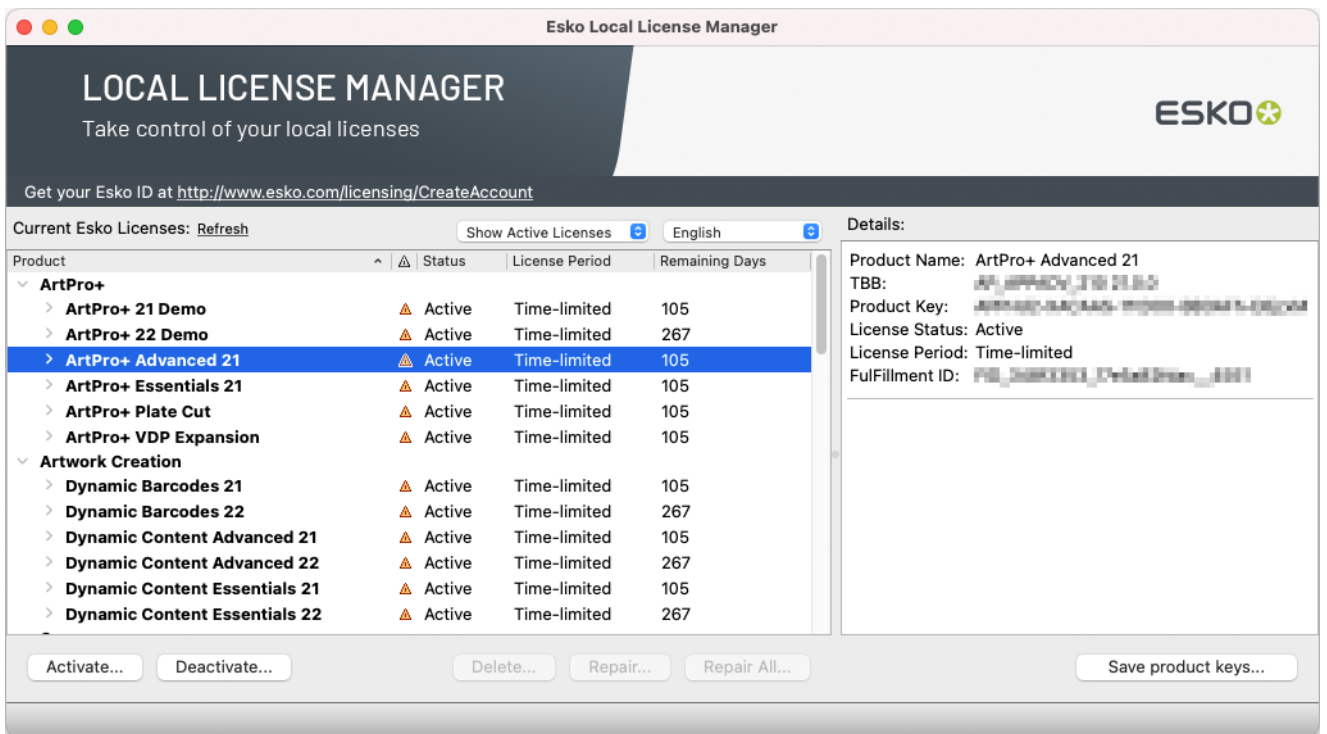 Esko Local License Manager
LOCAL LICENSE MANAGER
Take control of your local licenses
ESKO
Get your Esko ID at http://www.esko.com/licensing/CreateAccount
Current Esko Licenses: Refresh
Show Active Licenses
English
Product Status License Period Remaining Days
ArtPro+
ArtPro+ 21 Demo Active Time-limited 105
ArtPro+ 22 Demo Active Time-limited 267
ArtPro+ Advanced 21 Active Time-limited 105
ArtPro+ Essentials 21 Active Time-limited 105
ArtPro+ Plate Cut Active Time-limited 105
ArtPro+ VDP Expansion Active Time-limited 105
Artwork Creation
Dynamic Barcodes 21 Active Time-limited 105
Dynamic Barcodes 22 Active Time-limited 267
Dynamic Content Advanced 21 Active Time-limited 105
Dynamic Content Advanced 22 Active Time-limited 267
Dynamic Content Essentials 21 Active Time-limited 105
Dynamic Content Essentials 22 Active Time-limited 267
Details:
Product Name: ArtPro+ Advanced 21
TBB:
Product Key:
License Status: Active
License Period: Time-limited
FulFillment ID:
Activate...
Deactivate...
Delete...
Repair...
Repair All...
Save product keys...